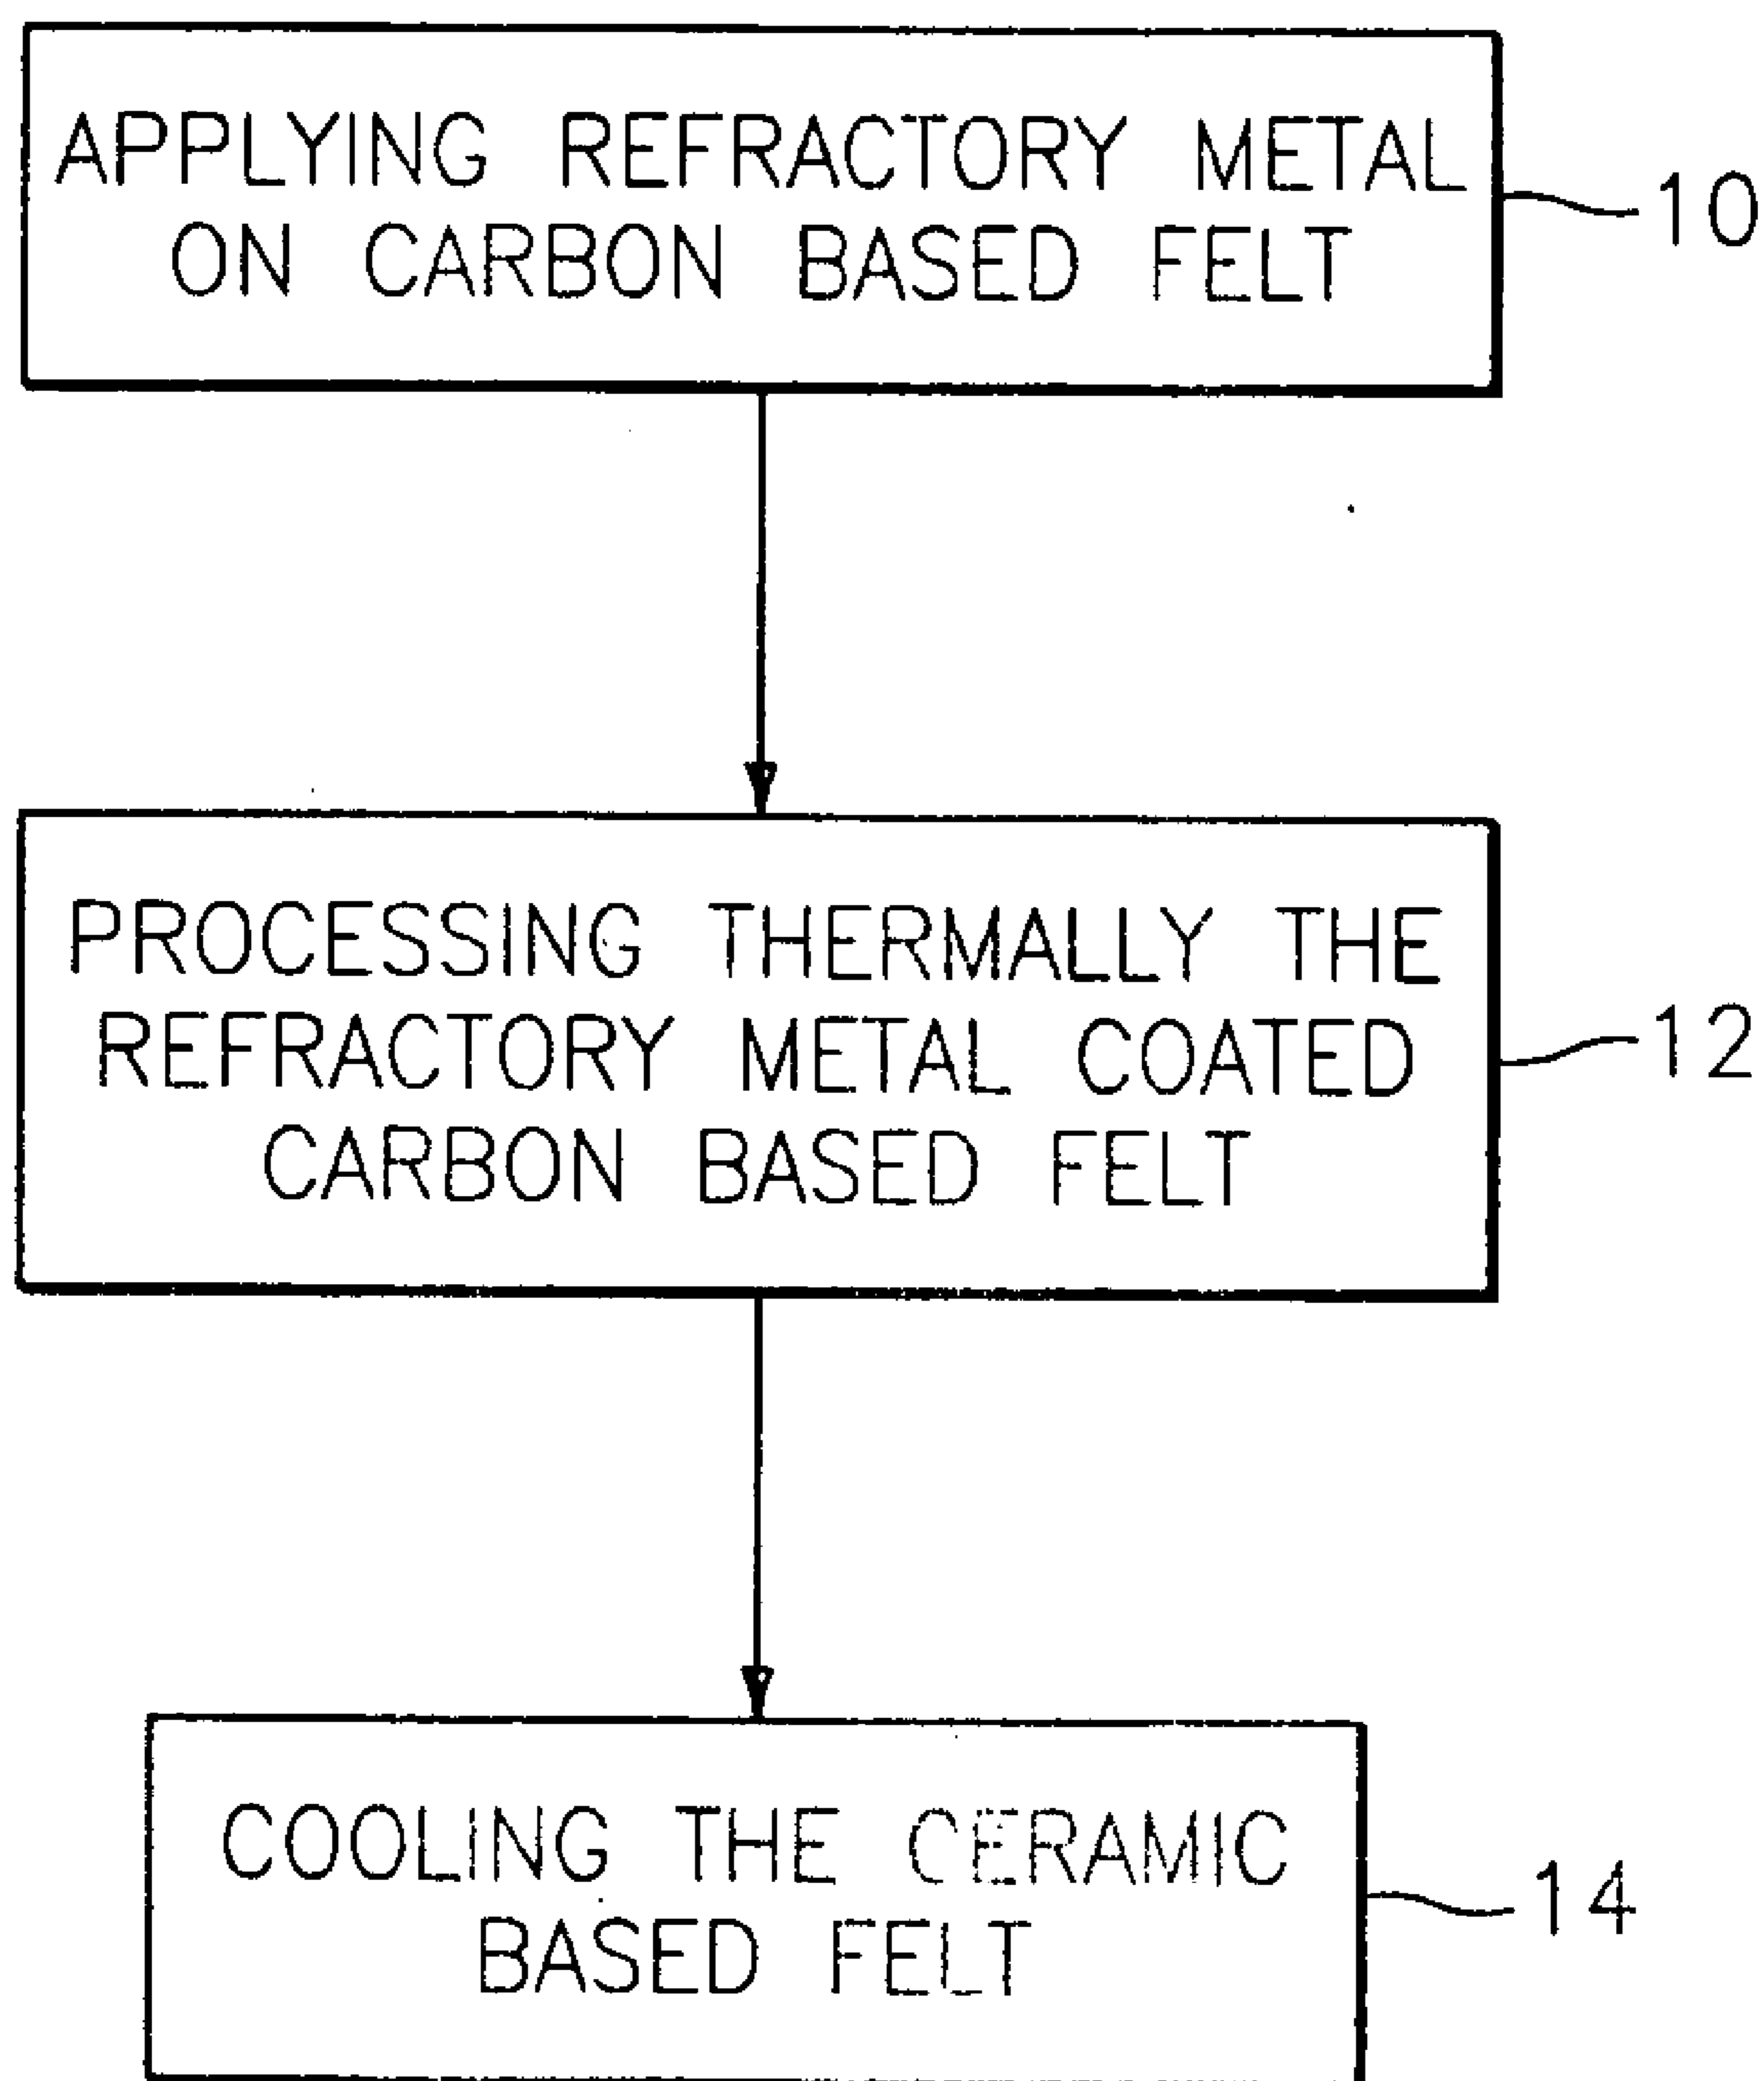 APPLYING REFRACTORY METAL
ON CARBON BASED FELT
10
PROCESSING THERMALLY THE
REFRACTORY METAL COATED
CARBON BASED FELT
12
COOLING THE CERAMIC
BASED FELT
14